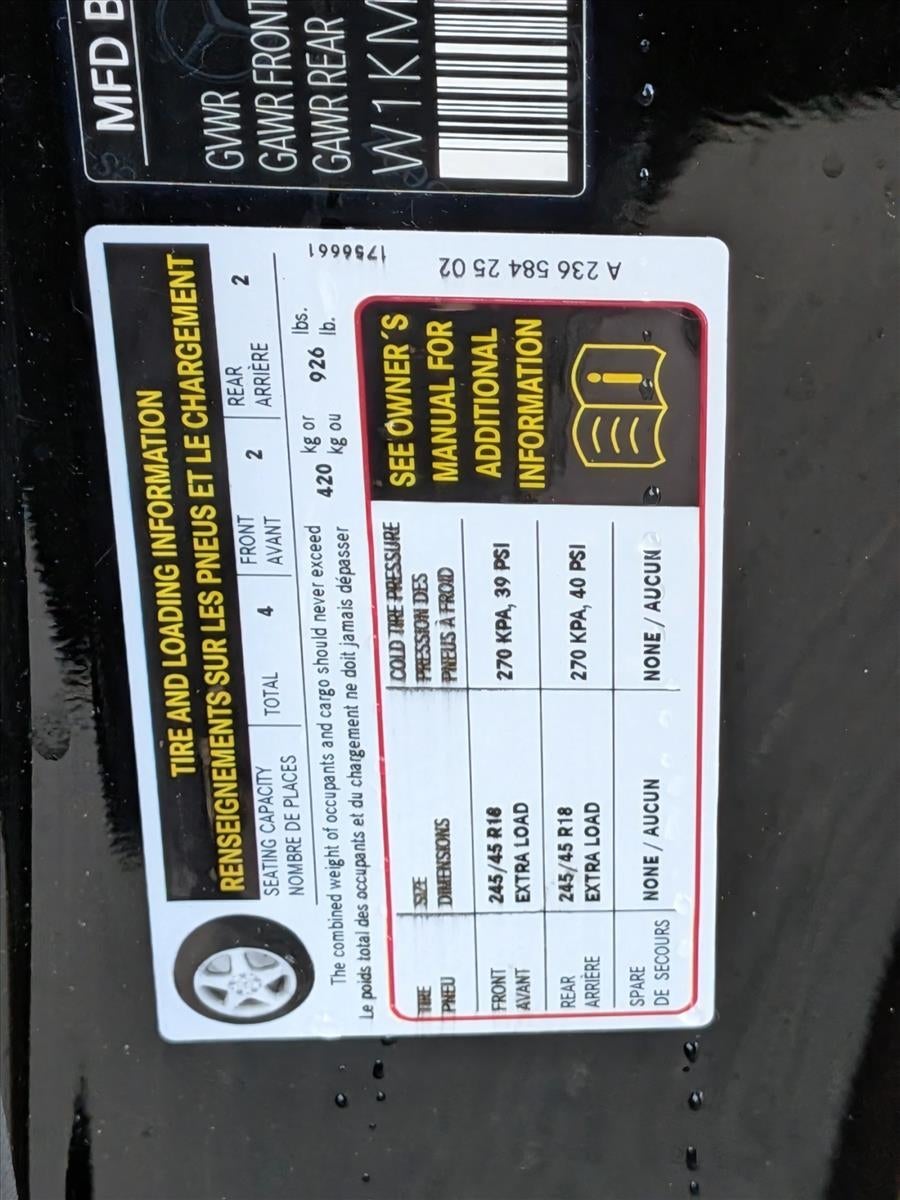 MFD B
GVWR
GAWR FRONT
GAWR REAR
W1KM
TIRE AND LOADING INFORMATION
RENSEIGNEMENTS SUR LES PNEUS ET LE CHARGEMENT
SEATING CAPACITY
NOMBRE DE PLACES
TOTAL 4
FRONT
AVANT
2
REAR
ARRIÈRE
2
The combined weight of occupants and cargo should never exceed 420 kg or 926 lbs.
Le poids total des occupants et du chargement ne doit jamais dépasser kg ou lb.
TIRE
PNEU
SIZE
DIMENSIONS
COLD TIRE PRESSURE
PRESSION DES
PNEUS À FROID
FRONT
AVANT
245/45 R18
EXTRA LOAD
270 KPA, 39 PSI
REAR
ARRIÈRE
245/45 R18
EXTRA LOAD
270 KPA, 40 PSI
SPARE
DE SECOURS
NONE / AUCUN
NONE / AUCUN
SEE OWNER´S
MANUAL FOR
ADDITIONAL
INFORMATION
1756661
A 236 584 25 02